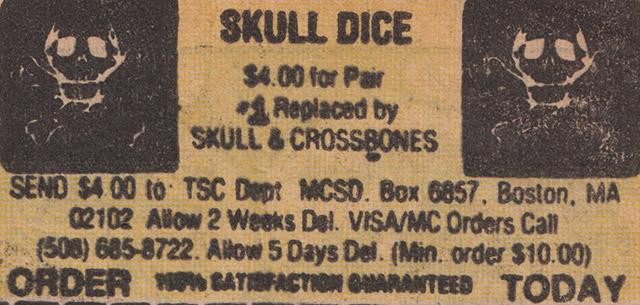 SKULL DICE
$4.00 for Pair
#1 Replaced by
SKULL & CROSSBONES
SEND $4.00 to TSC Dept MCSD. Box 6857, Boston, MA
02102 Allow 2 Weeks Del. VISA/MC Orders Call
(508) 685-8722. Allow 5 Days Del. (Min. order $10.00)
ORDER 100% SATISFACTION GUARANTEED TODAY